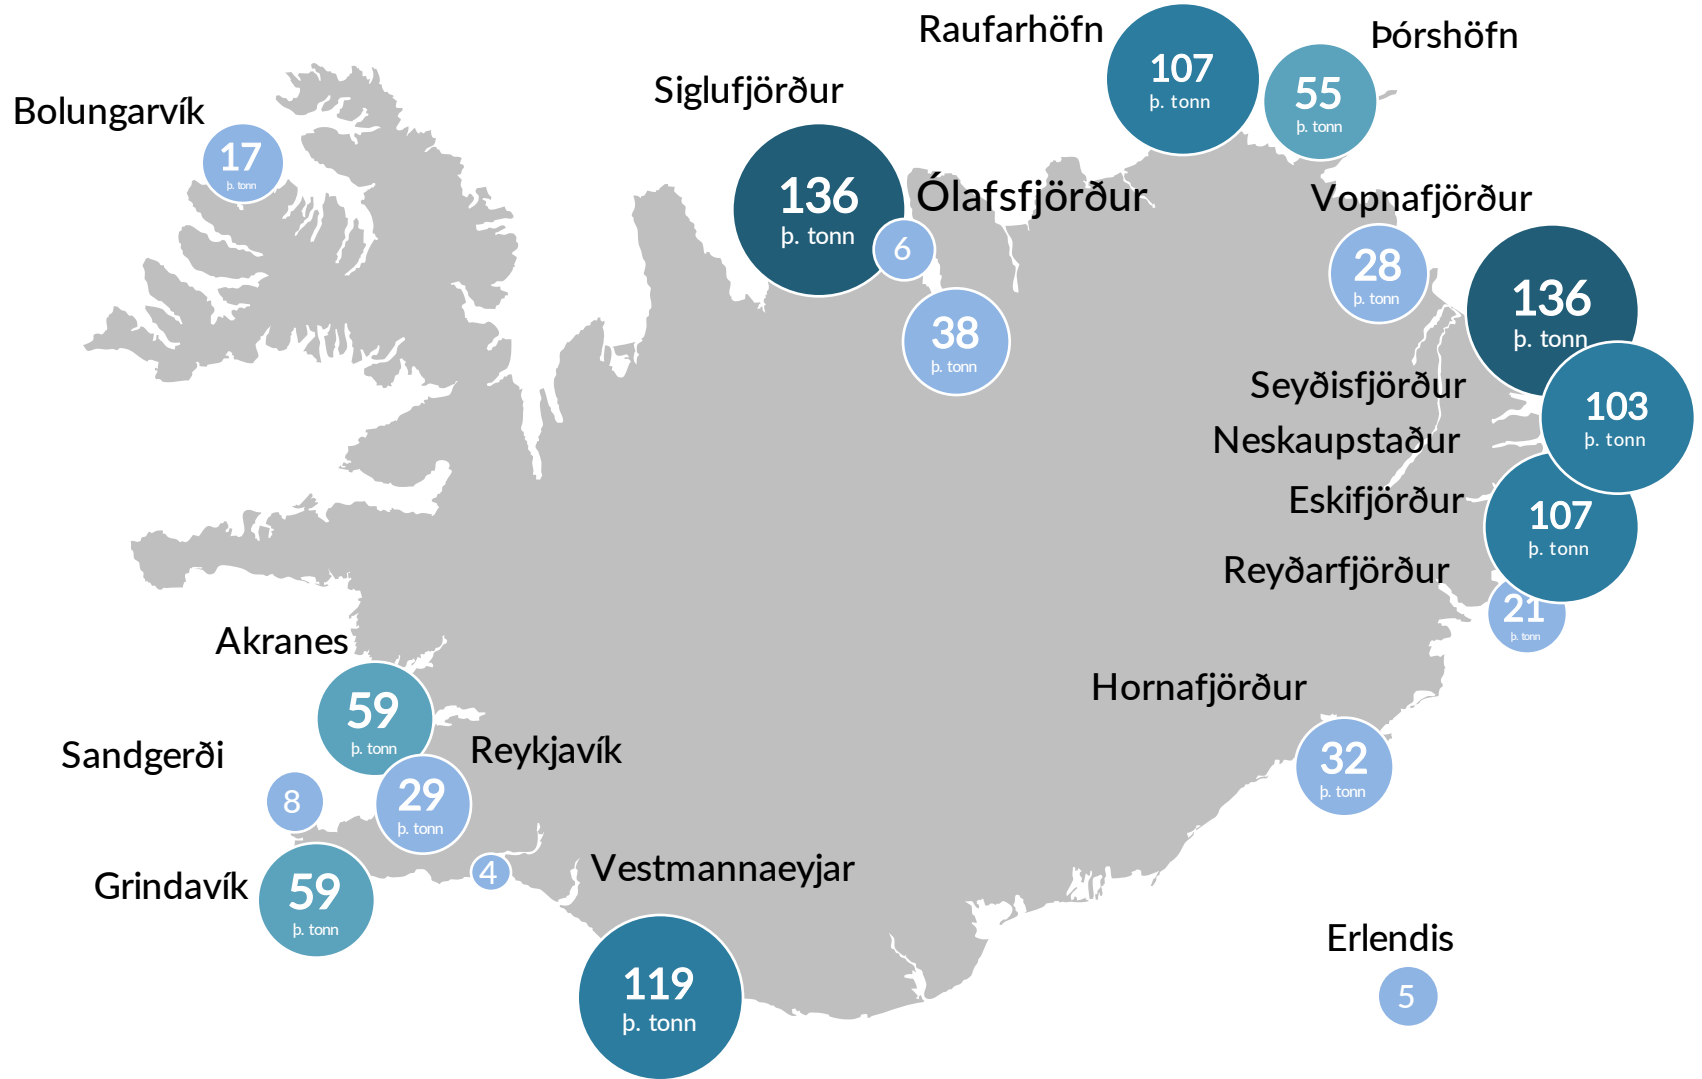 Raufarhöfn
107
þ. tonn
Þórshöfn
55
þ. tonn
Siglufjörður
136
þ. tonn
Bolungarvík
17
þ. tonn
Ólafsfjörður
6
38
þ. tonn
Vopnafjörður
28
þ. tonn
136
þ. tonn
Seyðisfjörður
103
þ. tonn
Neskaupstaður
Eskifjörður
107
þ. tonn
Reyðarfjörður
21
þ. tonn
Akranes
59
þ. tonn
Hornafjörður
32
þ. tonn
Sandgerði
8
Reykjavík
29
þ. tonn
4
Grindavík
59
þ. tonn
Vestmannaeyjar
119
þ. tonn
Erlendis
5